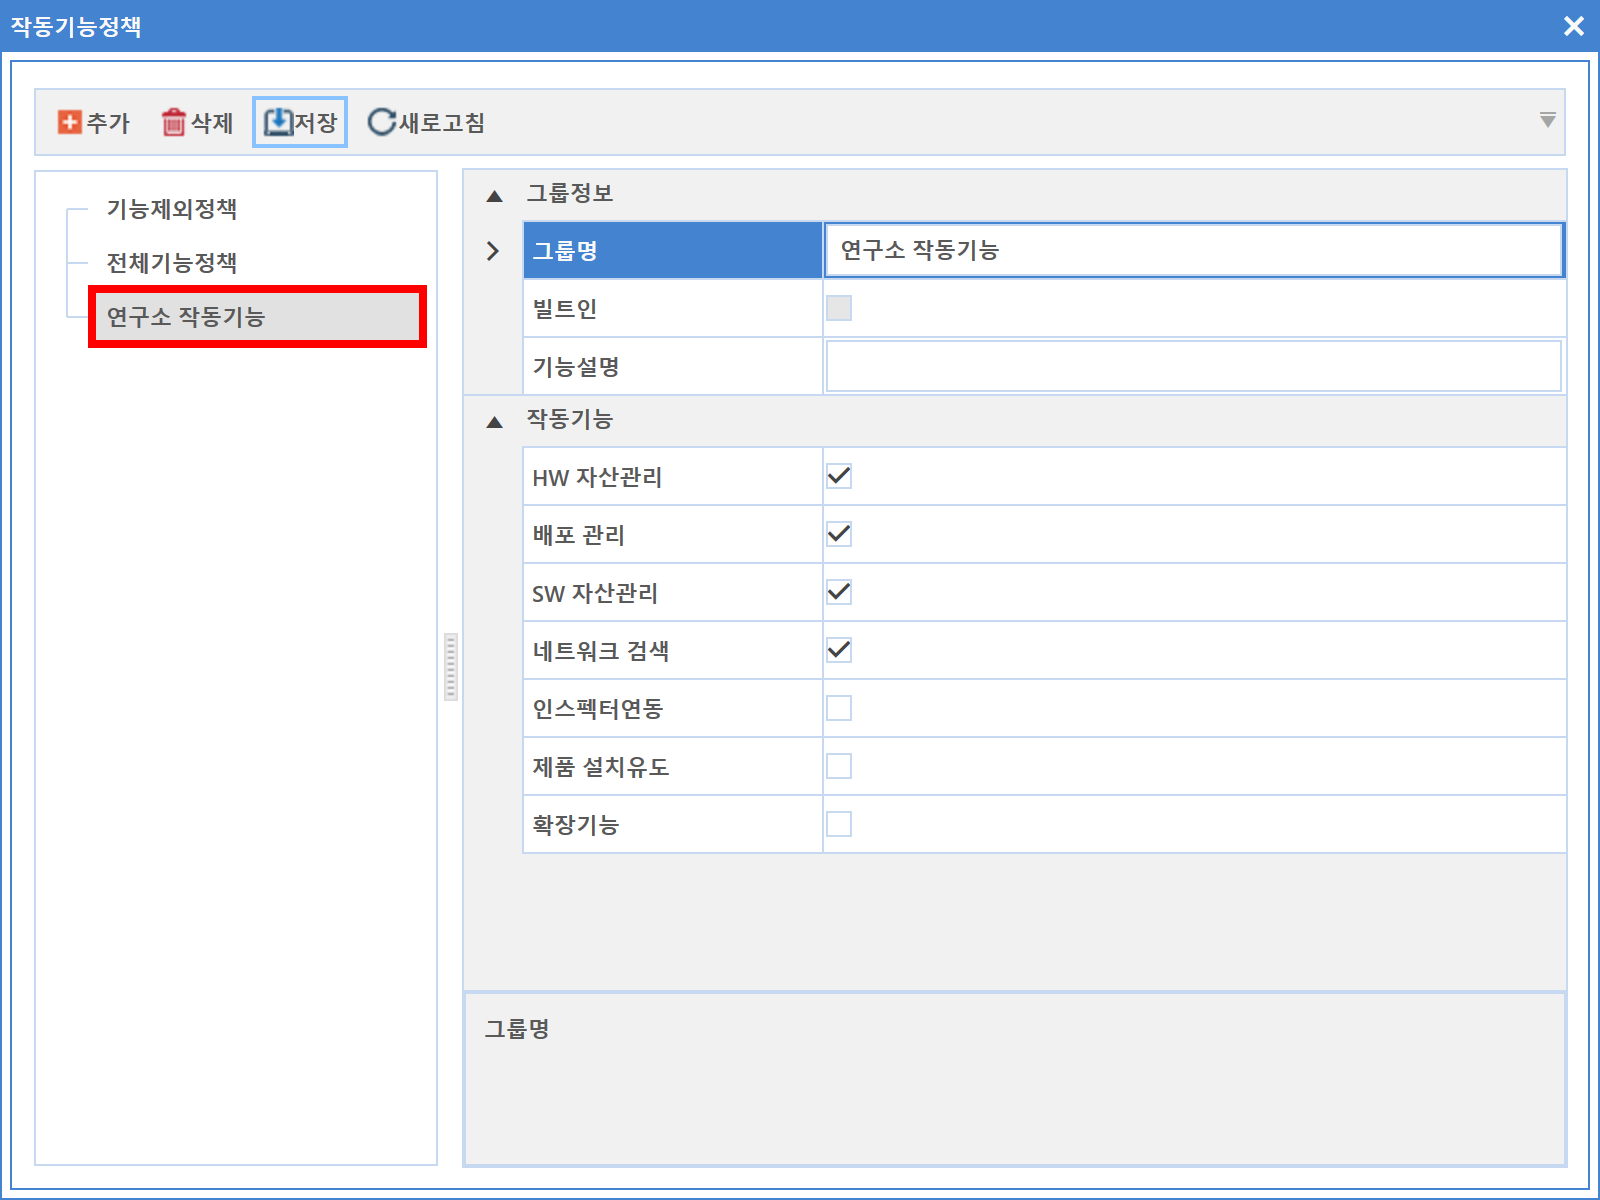 작동기능정책
추가 삭제 저장 새로고침
기능제외정책
전체기능정책
연구소 작동기능
그룹정보
그룹명 연구소 작동기능
빌트인
기능설명
작동기능
HW 자산관리
배포 관리
SW 자산관리
네트워크 검색
인스펙터연동
제품 설치유도
확장기능
그룹명